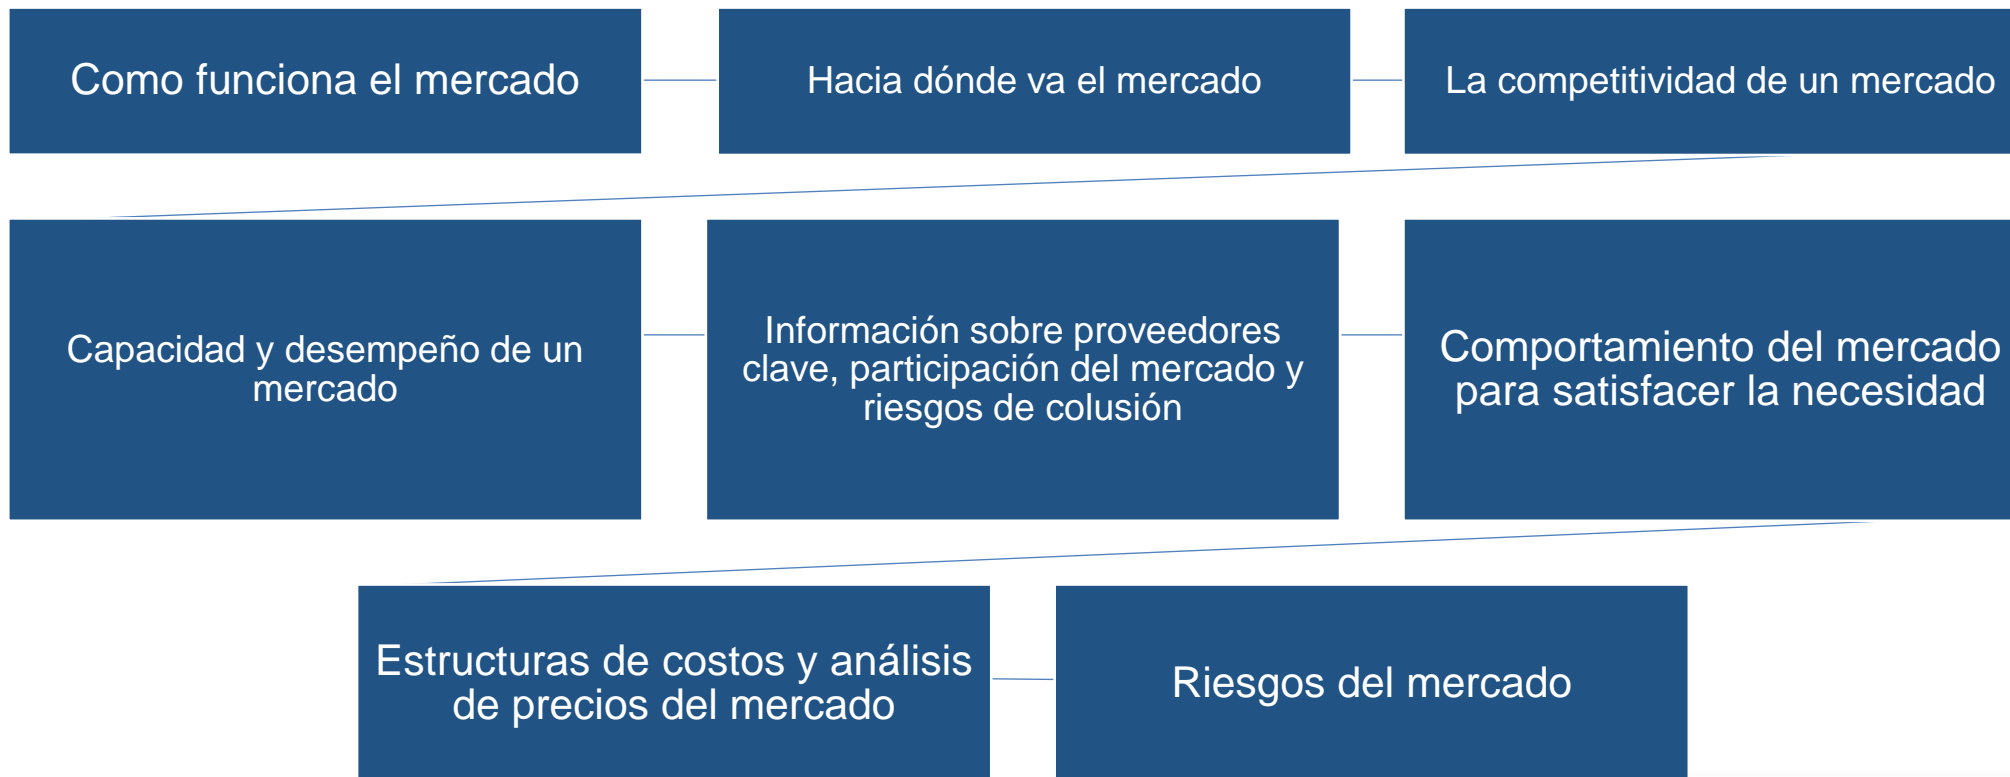 Como funciona el mercado
Hacia dónde va el mercado
La competitividad de un mercado
Capacidad y desempeño de un
mercado
Información sobre proveedores
clave, participación del mercado y
riesgos de colusión
Comportamiento del mercado
para satisfacer la necesidad
Estructuras de costos y análisis
de precios del mercado
Riesgos del mercado